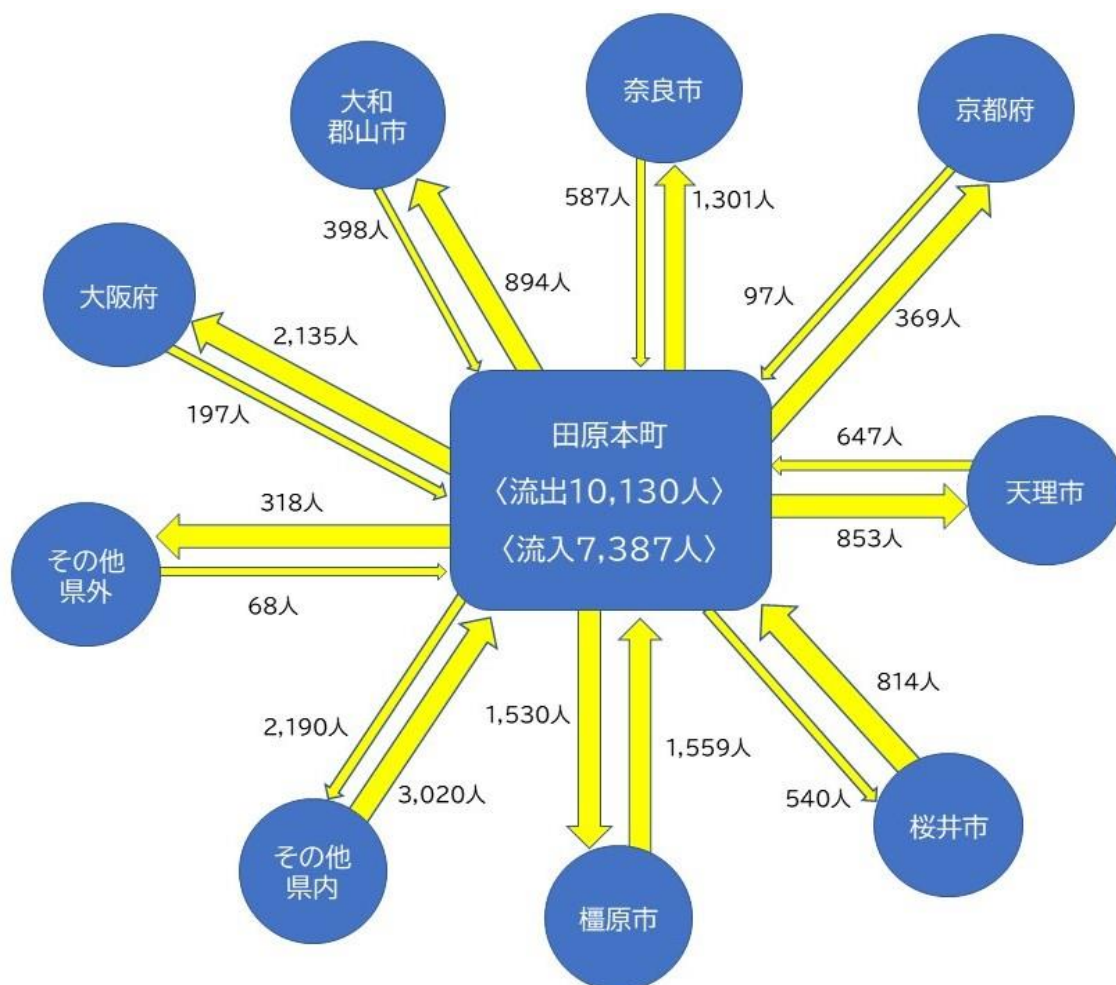 奈良市
大和
郡山市
京都府
587人
1,301人
398人
894人
97人
369人
大阪府
2,135人
197人
田原本町
〈流出10,130人〉
〈流入7,387人〉
647人
天理市
853人
318人
その他
県外
68人
814人
2,190人
1,530人
1,559人
3,020人
540人
桜井市
その他
県内
橿原市